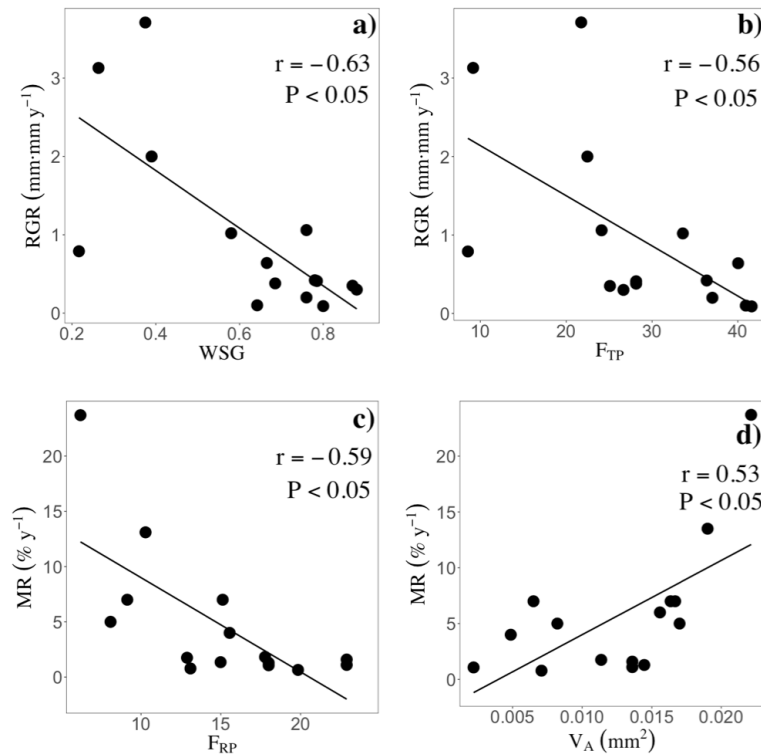 a)
r = −0.63
P < 0.05
RGR (mm·mm y⁻¹)
3
2
1
0
0.2 0.4 0.6 0.8
WSG
b)
r = −0.56
P < 0.05
RGR (mm·mm y⁻¹)
3
2
1
0
10 20 30 40
F_TP
c)
r = −0.59
P < 0.05
MR (% y⁻¹)
20
15
10
5
0
10 15 20
F_RP
d)
r = 0.53
P < 0.05
MR (% y⁻¹)
20
15
10
5
0
0.005 0.010 0.015 0.020
V_A (mm²)